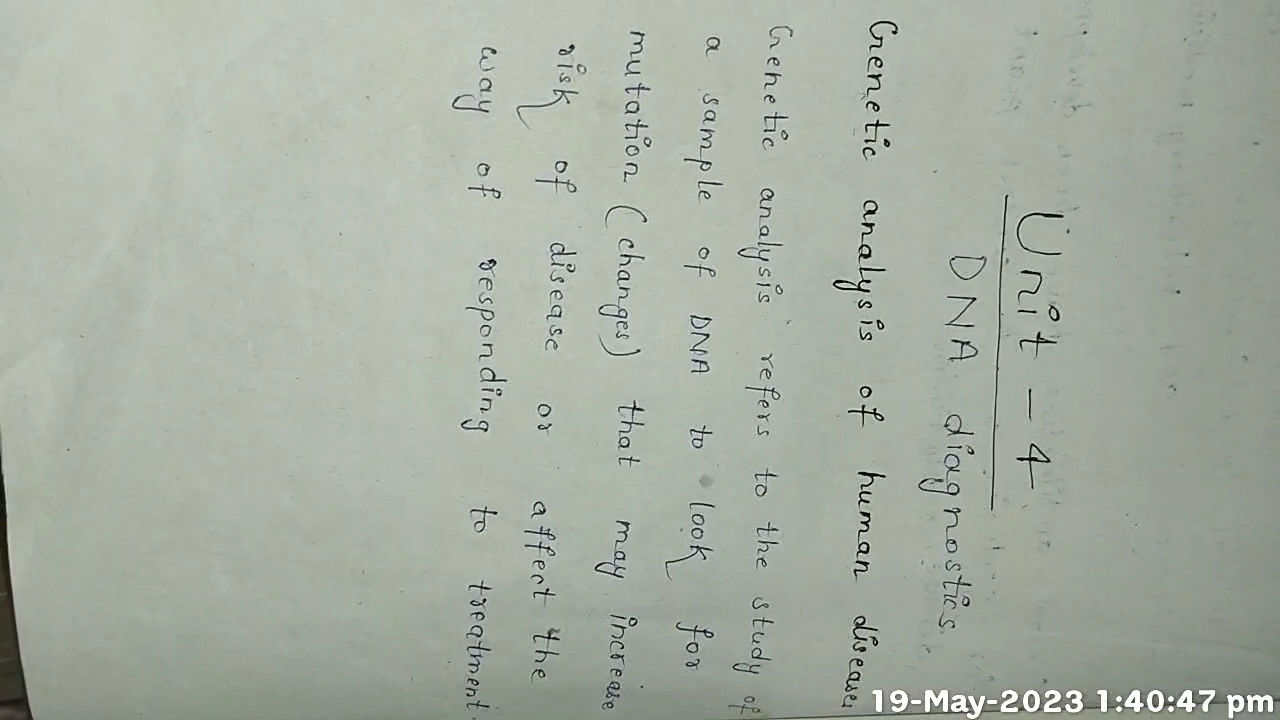 Unit - 4
DNA diagnostics
Genetic analysis of human diseases
Genetic analysis refers to the study of
a sample of DNA to look for
mutation (changes) that may increase
risk of disease or affect the
way of responding to treatment.
19-May-2023 1:40:47 pm